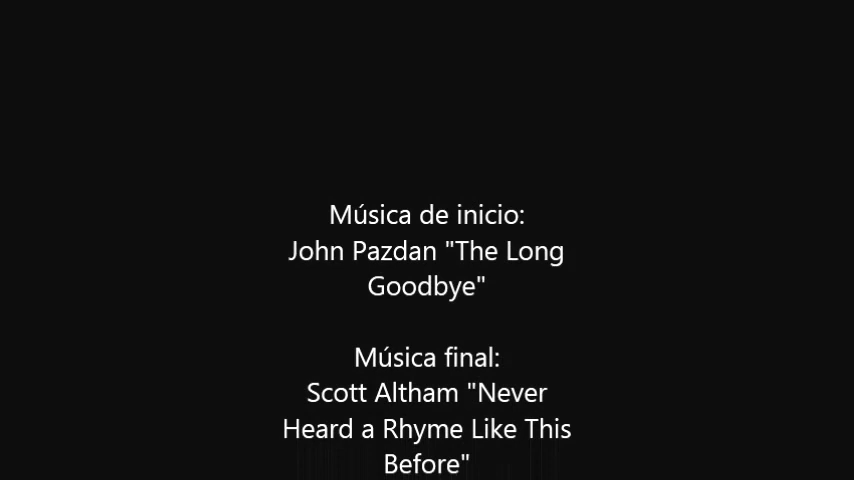 Música de inicio:
John Pazdan "The Long
Goodbye"
Música final:
Scott Altham "Never
Heard a Rhyme Like This
Before"